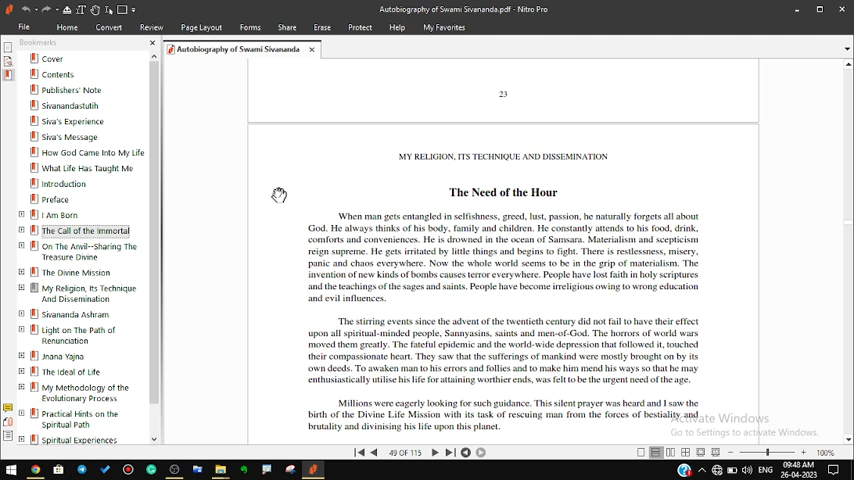 Autobiography of Swami Sivananda.pdf - Nitro Pro
File Home Convert Review Page Layout Forms Share Erase Protect Help My Favorites
Bookmarks
Cover
Contents
Publishers' Note
Sivanandastutih
Siva's Experience
Siva's Message
How God Came Into My Life
What Life Has Taught Me
Introduction
Preface
I Am Born
The Call of the Immortal
On The Anvil--Sharing The
Treasure Divine
The Divine Mission
My Religion, Its Technique
And Dissemination
Sivananda Ashram
Light on The Path of
Renunciation
Jnana Yajna
The Ideal of Life
My Methodology of the
Evolutionary Process
Practical Hints on the
Spiritual Path
Spiritual Experiences
Autobiography of Swami Sivananda
23
MY RELIGION, ITS TECHNIQUE AND DISSEMINATION
The Need of the Hour
When man gets entangled in selfishness, greed, lust, passion, he naturally forgets all about
God. He always thinks of his body, family and children. He constantly attends to his food, drink,
comforts and conveniences. He is drowned in the ocean of Samsara. Materialism and scepticism
reign supreme. He gets irritated by little things and begins to fight. There is restlessness, misery,
panic and chaos everywhere. Now the whole world seems to be in the grip of materialism. The
invention of new kinds of bombs causes terror everywhere. People have lost faith in holy scriptures
and the teachings of the sages and saints. People have become irreligious owing to wrong education
and evil influences.
The stirring events since the advent of the twentieth century did not fail to have their effect
upon all spiritual-minded people, Sannyasins, saints and men-of-God. The horrors of world wars
moved them greatly. The fateful epidemic and the world-wide depression that followed it, touched
their compassionate heart. They saw that the sufferings of mankind were mostly brought on by its
own deeds. To awaken man to his errors and follies and to make him mend his ways so that he may
enthusiastically utilise his life for attaining worthier ends, was felt to be the urgent need of the age.
Millions were eagerly looking for such guidance. This silent prayer was heard and I saw the
birth of the Divine Life Mission with its task of rescuing man from the forces of bestiality and
brutality and divinising his life upon this planet.
Activate Windows
Go to Settings to activate Windows.
49 OF 115
100%
ENG
09:48 AM
26-04-2023